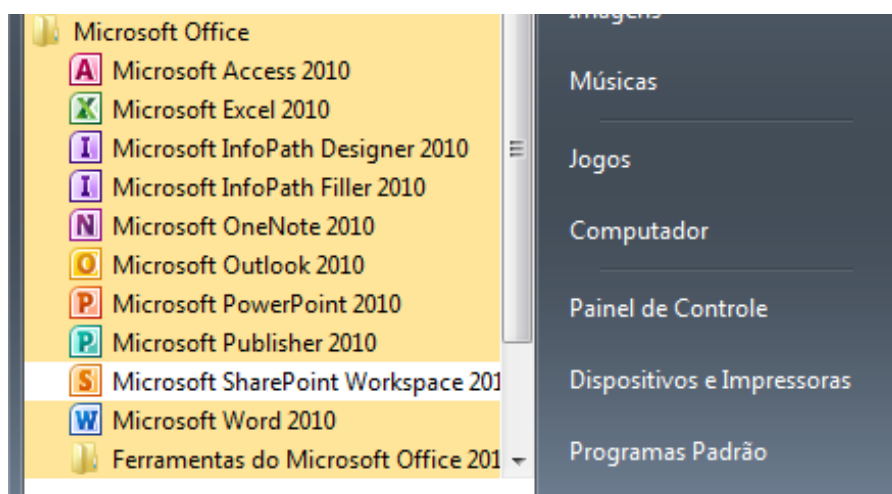 Microsoft Office
Microsoft Access 2010
Microsoft Excel 2010
Microsoft InfoPath Designer 2010
Microsoft InfoPath Filler 2010
Microsoft OneNote 2010
Microsoft Outlook 2010
Microsoft PowerPoint 2010
Microsoft Publisher 2010
Microsoft SharePoint Workspace 201
Microsoft Word 2010
Ferramentas do Microsoft Office 201
Imagens
Músicas
Jogos
Computador
Painel de Controle
Dispositivos e Impressoras
Programas Padrão